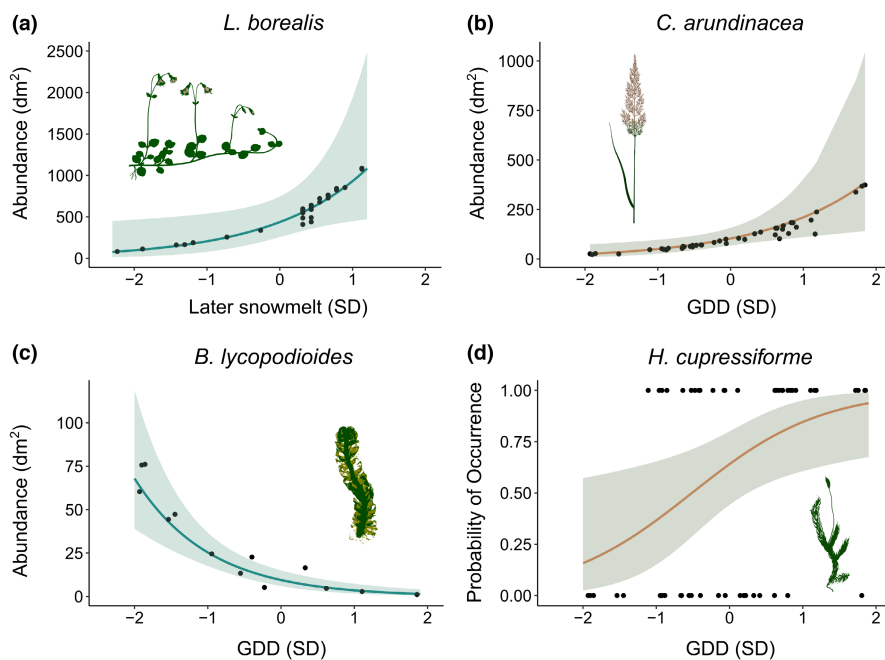 (a) L. borealis
2500
2000
1500
1000
500
0
Abundance (dm²)
−2 −1 0 1 2
Later snowmelt (SD)
(b) C. arundinacea
1000
750
500
250
0
Abundance (dm²)
−2 −1 0 1 2
GDD (SD)
(c) B. lycopodioides
100
75
50
25
0
Abundance (dm²)
−2 −1 0 1 2
GDD (SD)
(d) H. cupressiforme
1.00
0.75
0.50
0.25
0.00
Probability of Occurrence
−2 −1 0 1 2
GDD (SD)